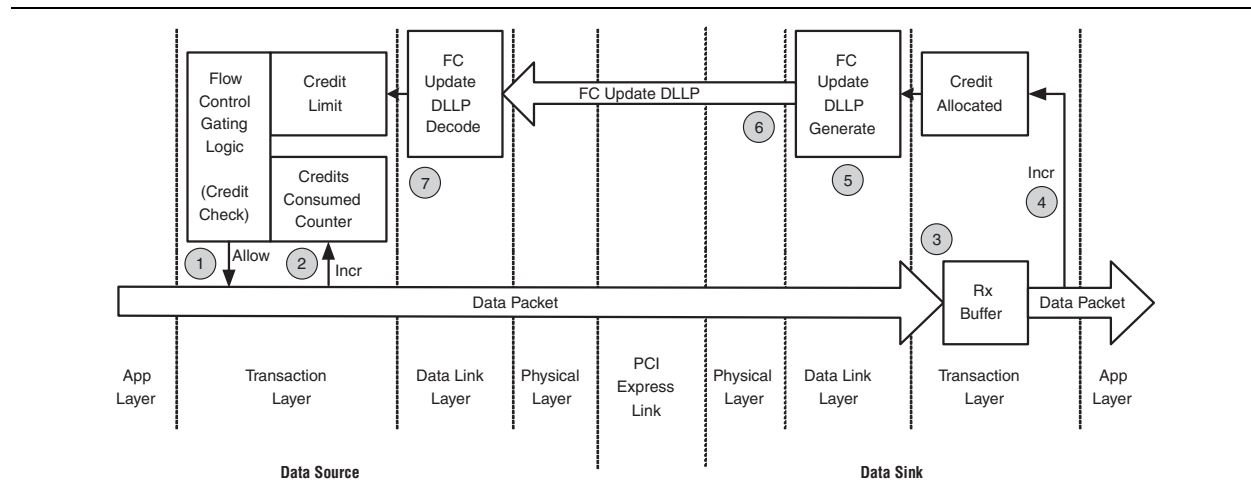 Flow
Control
Gating
Logic
(Credit
Check)
Credit
Limit
Credits
Consumed
Counter
FC
Update
DLLP
Decode
FC Update DLLP
FC
Update
DLLP
Generate
Credit
Allocated
6
7
5
Incr
4
3
1
Allow
2
Incr
Data Packet
Rx
Buffer
Data Packet
App
Layer
Transaction
Layer
Data Link
Layer
Physical
Layer
PCI
Express
Link
Physical
Layer
Data Link
Layer
Transaction
Layer
App
Layer
Data Source
Data Sink